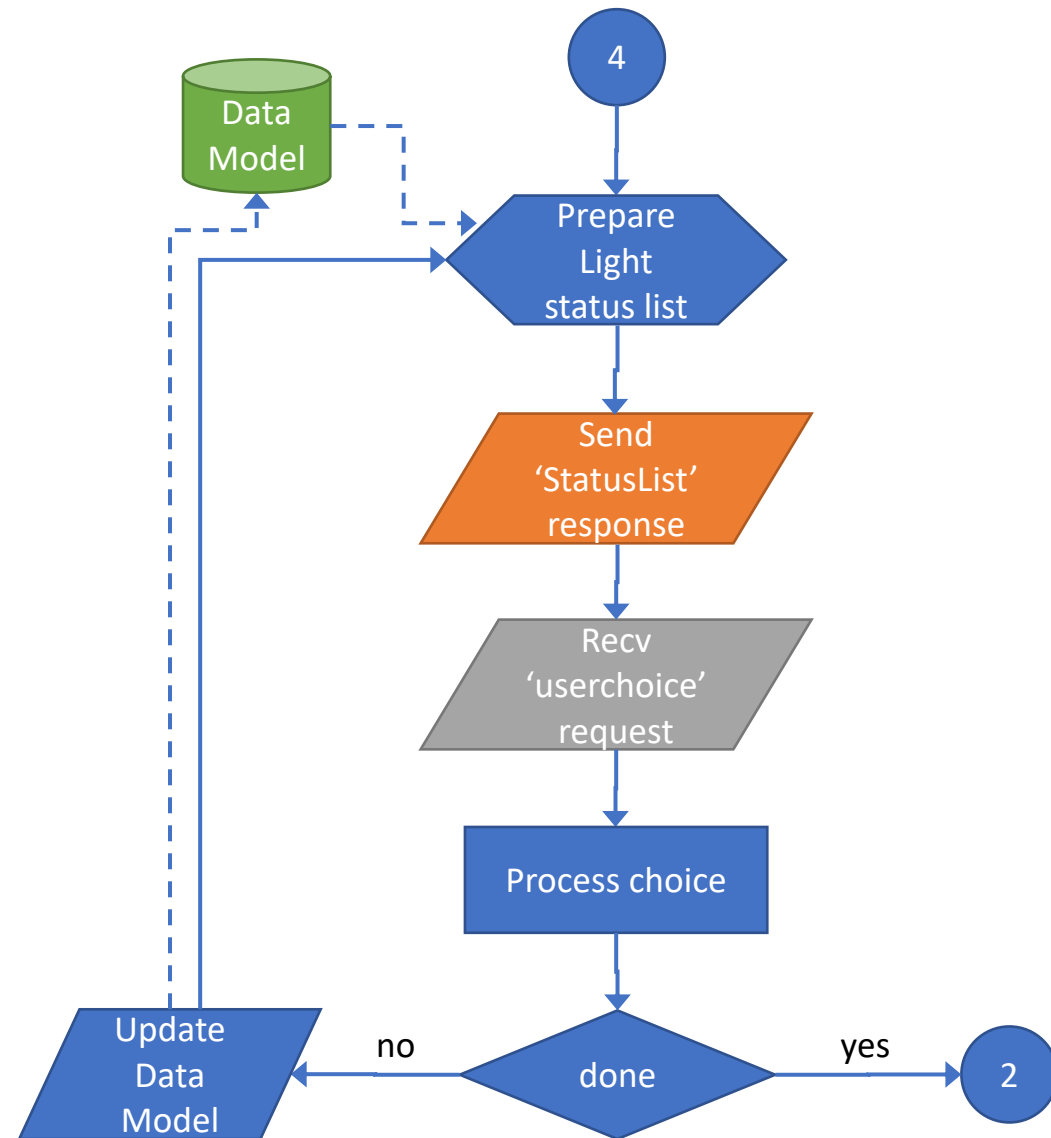 4
Data
Model
Prepare
Light
status list
Send
‘StatusList’
response
Recv
‘userchoice’
request
Process choice
Update
Data
Model
no
done
yes
2